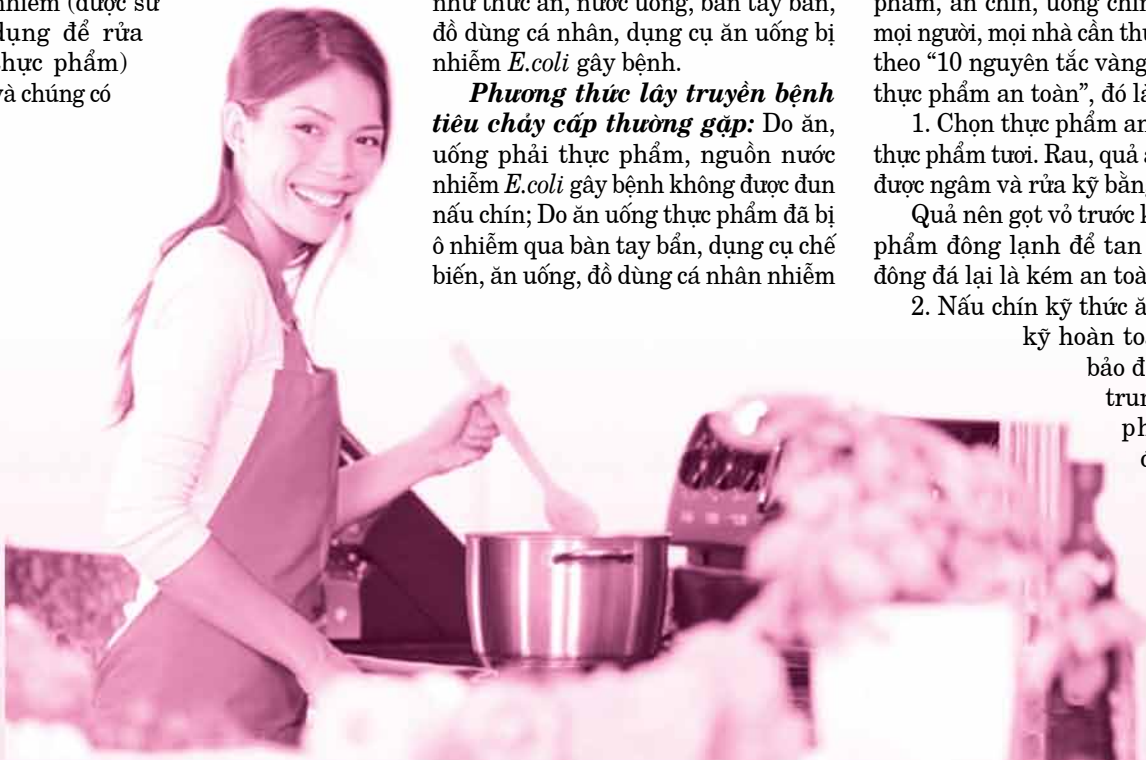 nhiễm (được sử
dụng để rửa
thực phẩm)
và chúng có
như thức ăn, nước uống, bàn tay bẩn,
đồ dùng cá nhân, dụng cụ ăn uống bị
nhiễm E.coli gây bệnh.
Phương thức lây truyền bệnh
tiêu chảy cấp thường gặp: Do ăn,
uống phải thực phẩm, nguồn nước
nhiễm E.coli gây bệnh không được đun
nấu chín; Do ăn uống thực phẩm đã bị
ô nhiễm qua bàn tay bẩn, dụng cụ chế
biến, ăn uống, đồ dùng cá nhân nhiễm
phẩm, ăn chín, uống chín
mọi người, mọi nhà cần
theo “10 nguyên tắc vàng
thực phẩm an toàn”, đó là
1. Chọn thực phẩm an
thực phẩm tươi. Rau, quả
được ngâm và rửa kỹ bằng
Quả nên gọt vỏ trước
phẩm đông lạnh để tan
đông đá lại là kém an
2. Nấu chín kỹ thức
kỹ hoàn
bảo